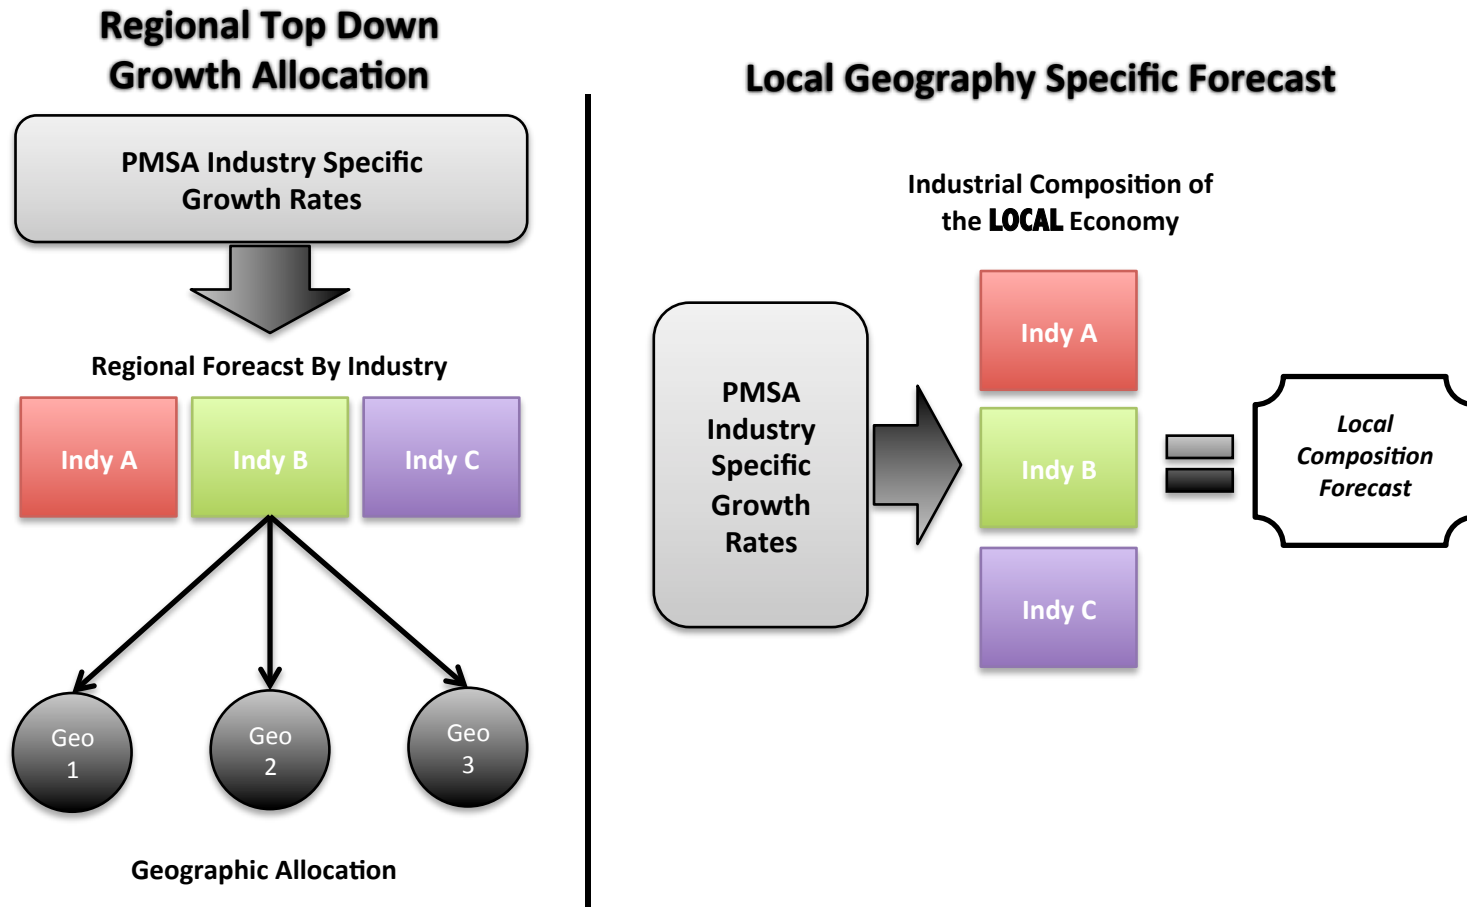 Regional Top Down
Growth Allocation
PMSA Industry Specific
Growth Rates
Regional Foreacst By Industry
Indy A
Indy B
Indy C
Geo
1
Geo
2
Geo
3
Geographic Allocation
Local Geography Specific Forecast
Industrial Composition of
the LOCAL Economy
PMSA
Industry
Specific
Growth
Rates
Indy A
Indy B
Indy C
Local
Composition
Forecast